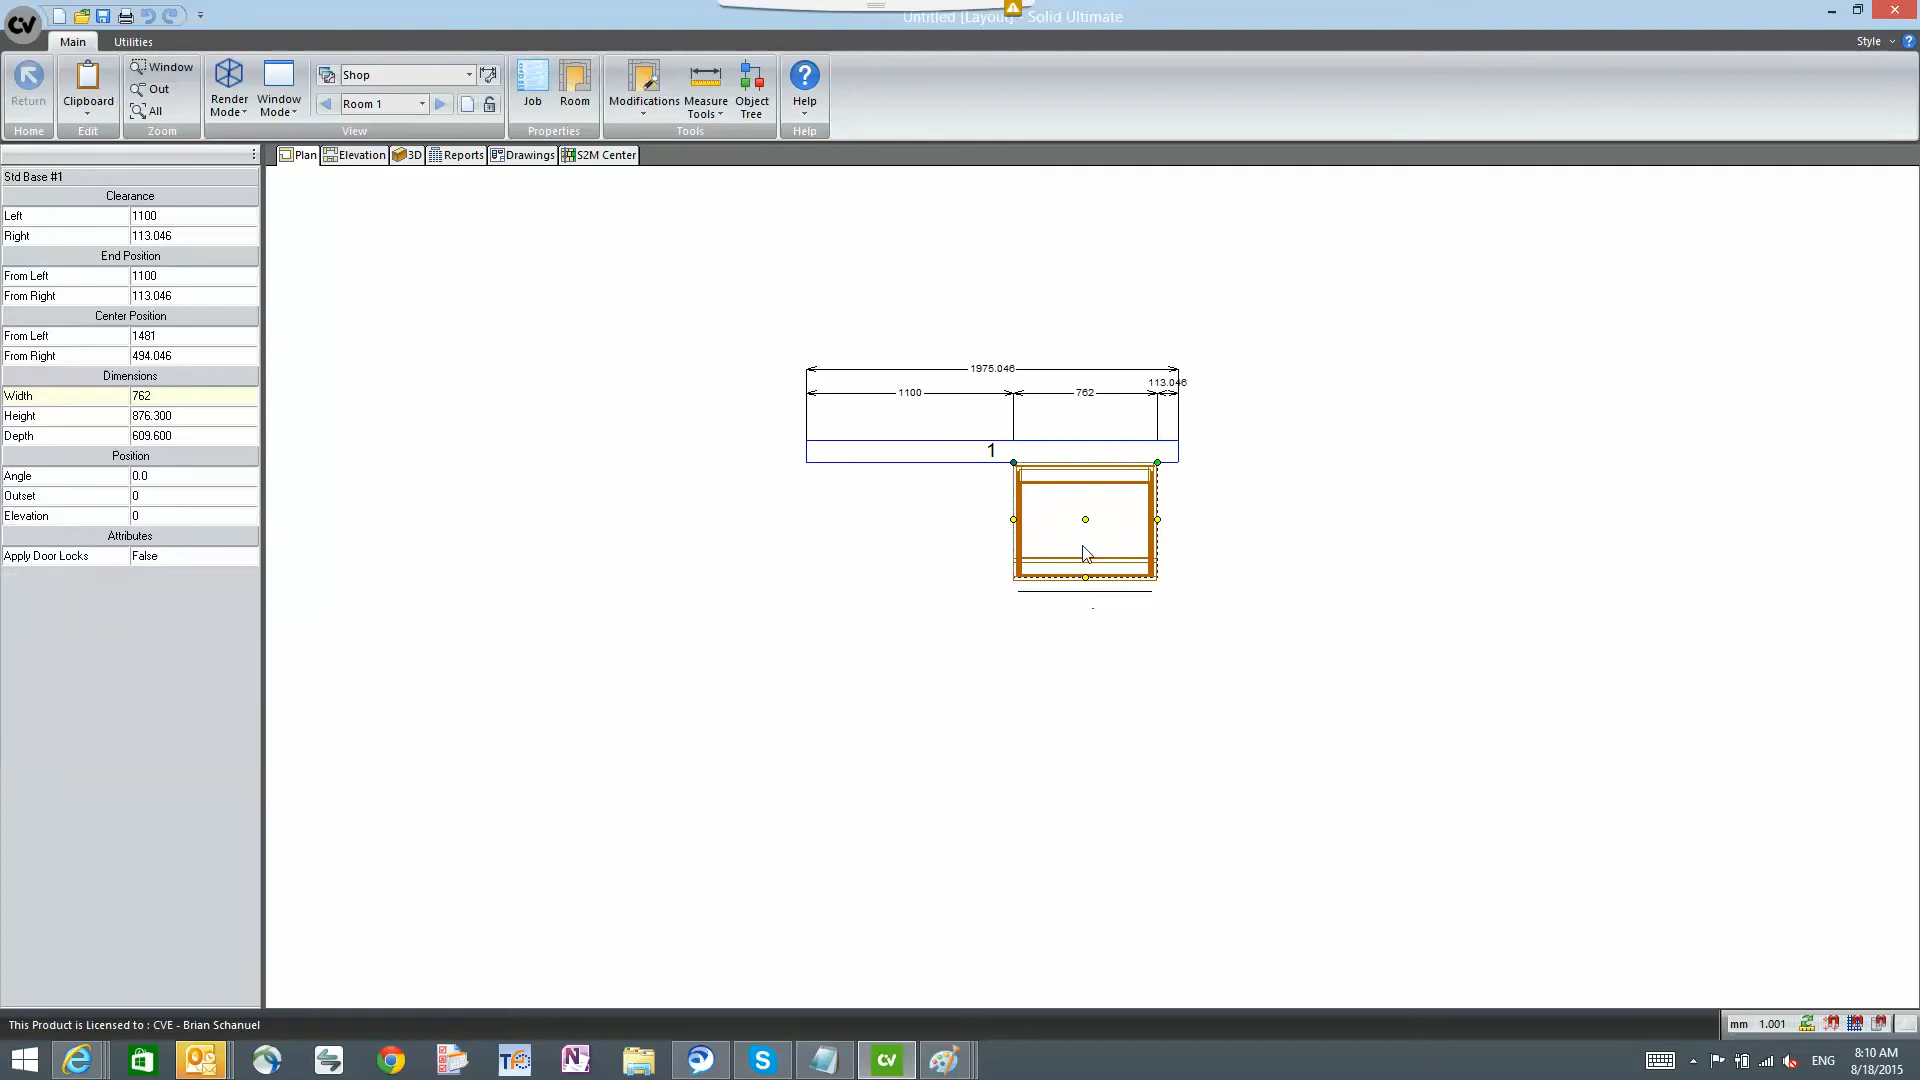 CV
Untitled [Layout] - Solid Ultimate
Main
Utilities
Style
Return
Clipboard
Window
Out
All
Render Mode
Window Mode
Shop
Room 1
Job
Room
Modifications
Measure Tools
Object Tree
Help
Home
Edit
Zoom
View
Properties
Tools
Help
Plan
Elevation
3D
Reports
Drawings
S2M Center
Std Base #1
Clearance
Left 1100
Right 113.046
End Position
From Left 1100
From Right 113.046
Center Position
From Left 1481
From Right 494.046
Dimensions
Width 762
Height 876.300
Depth 609.600
Position
Angle 0.0
Outset 0
Elevation 0
Attributes
Apply Door Locks False
1975.046
113.046
1100
762
1
This Product is Licensed to : CVE - Brian Schanuel
mm 1.001
CV
ENG
8:10 AM
8/18/2015